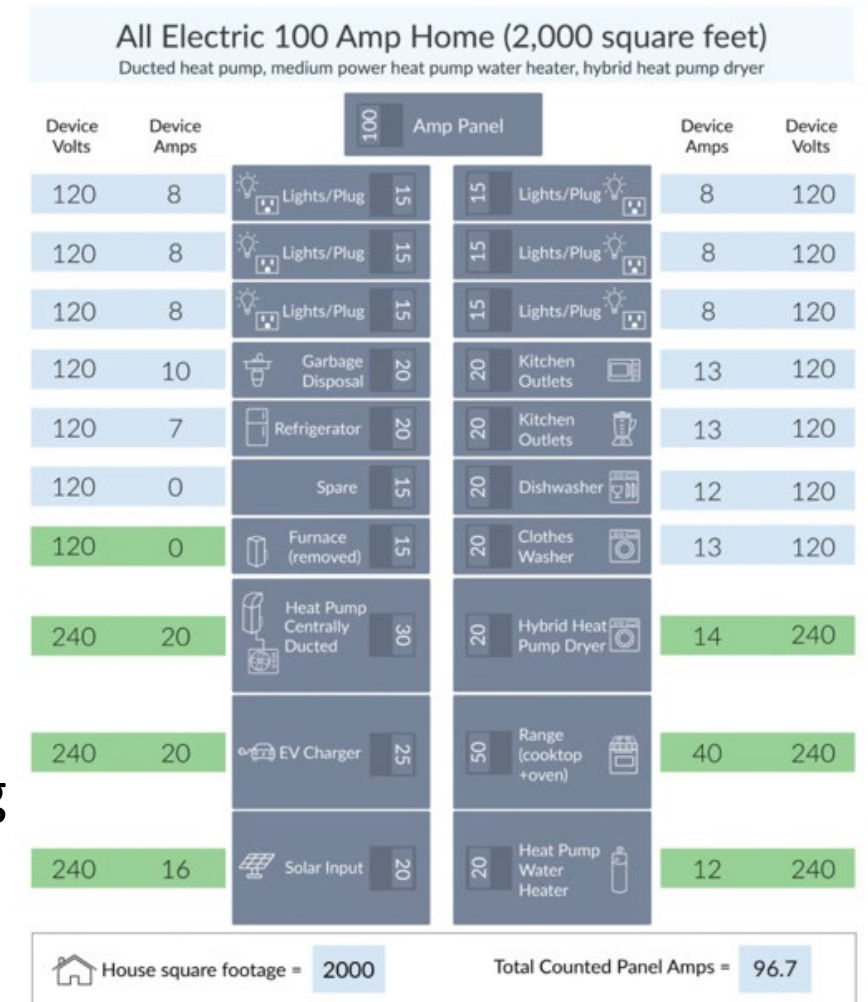 All Electric 100 Amp Home (2,000 square feet)
Ducted heat pump, medium power heat pump water heater, hybrid heat pump dryer
Device Volts
Device Amps
100 Amp Panel
Device Amps
Device Volts
120 8 Lights/Plug 15 15 Lights/Plug 8 120
120 8 Lights/Plug 15 15 Lights/Plug 8 120
120 8 Lights/Plug 15 15 Lights/Plug 8 120
120 10 Garbage Disposal 20 20 Kitchen Outlets 13 120
120 7 Refrigerator 20 20 Kitchen Outlets 13 120
120 0 Spare 15 20 Dishwasher 12 120
120 0 Furnace (removed) 15 20 Clothes Washer 13 120
240 20 Heat Pump Centrally Ducted 30 20 Hybrid Heat Pump Dryer 14 240
240 20 EV Charger 25 50 Range (cooktop +oven) 40 240
g
240 16 Solar Input 20 20 Heat Pump Water Heater 12 240
House square footage = 2000 Total Counted Panel Amps = 96.7